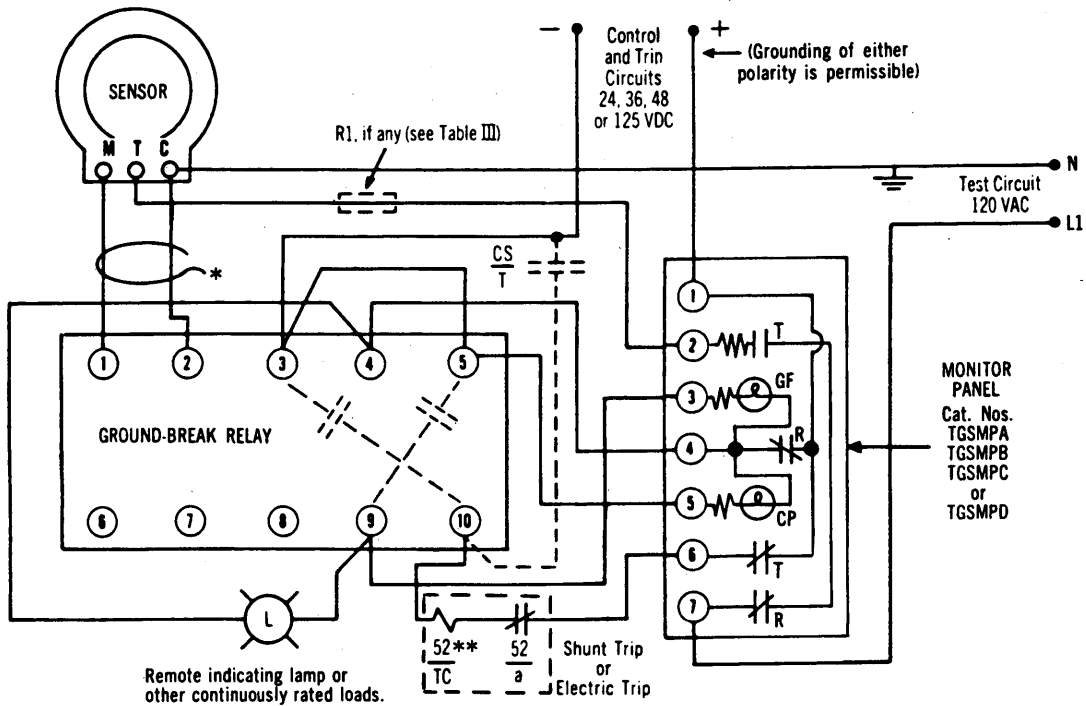 SENSOR
M T C
−
Control
and Trin
Circuits
24, 36, 48
or 125 VDC
+
(Grounding of either
polarity is permissible)
R1, if any (see Table III)
N
Test Circuit
120 VAC
L1
*
CS
T
1 2 3 4 5
GROUND-BREAK RELAY
6 7 8 9 10
1
2
T
3
GF
4
R
5
CP
6
T
7
R
MONITOR
PANEL
Cat. Nos.
TGSMPA
TGSMPB
TGSMPC
or
TGSMPD
L
Remote indicating lamp or
other continuously rated loads.
52**
TC
52
a
Shunt Trip
or
Electric Trip